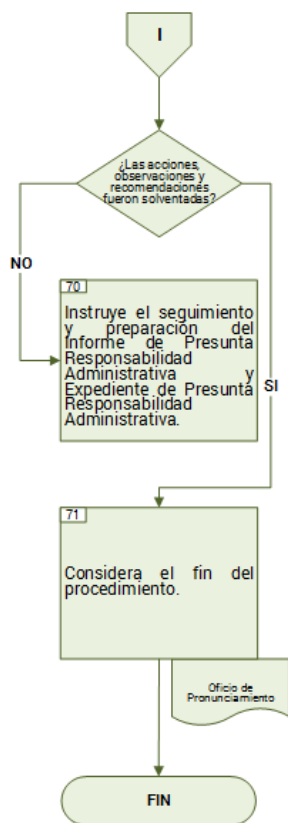 I
¿Las acciones,
observaciones y
recomendaciones
fueron solventadas?
NO
70
Instruye el seguimiento
y preparación del
Informe de Presunta
Responsabilidad
Administrativa y
Expediente de Presunta
Responsabilidad
Administrativa.
SI
71
Considera el fin del
procedimiento.
Oficio de
Pronunciamiento
FIN